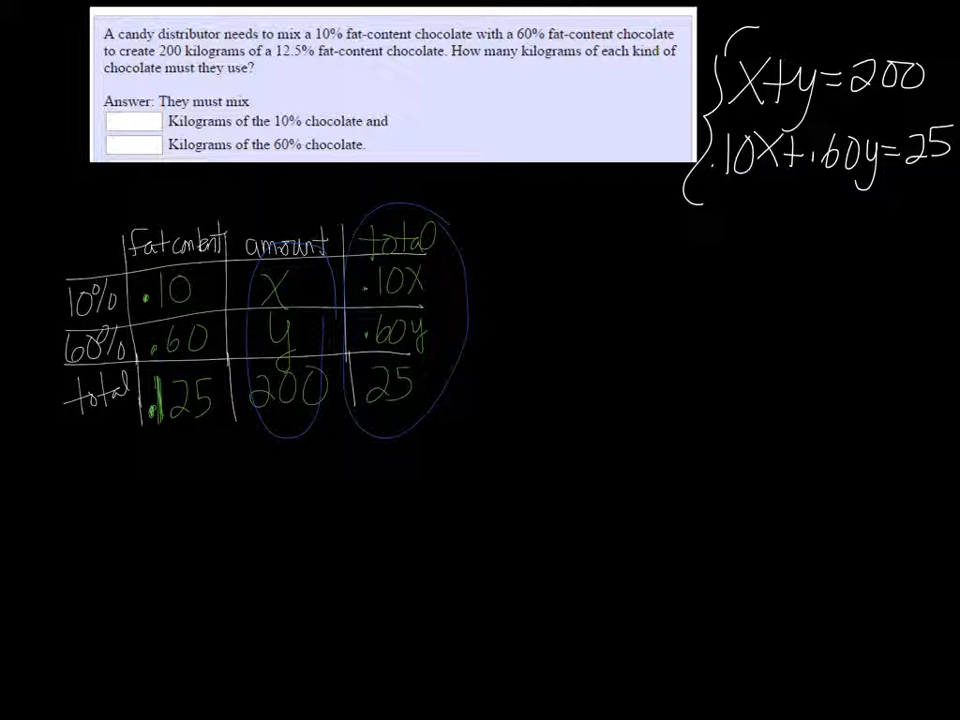 A candy distributor needs to mix a 10% fat-content chocolate with a 60% fat-content chocolate
to create 200 kilograms of a 12.5% fat-content chocolate. How many kilograms of each kind of
chocolate must they use?
Answer: They must mix
Kilograms of the 10% chocolate and
Kilograms of the 60% chocolate.
x+y=200
.10x+.60y=25
fat content amount total
10% .10 x .10x
60% .60 y .60y
total .125 200 25